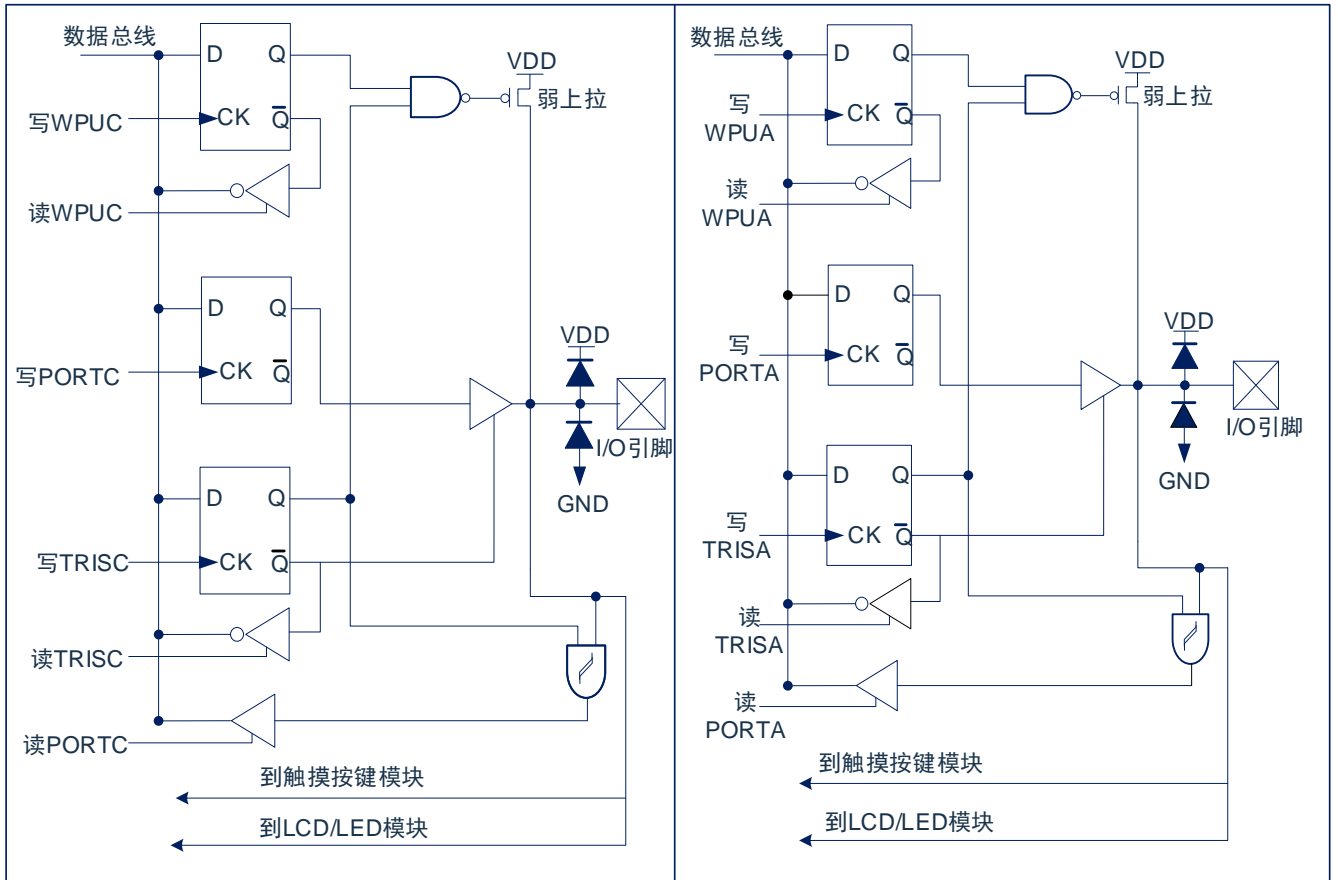 数据总线
D
Q
VDD
弱上拉
写WPUC
CK
Q
读WPUC
D
Q
写PORTC
CK
Q
VDD
I/O引脚
GND
D
Q
写TRISC
CK
Q
读TRISC
读PORTC
到触摸按键模块
到LCD/LED模块
数据总线
D
Q
VDD
弱上拉
写
WPUA
CK
Q
读
WPUA
D
Q
写
PORTA
CK
Q
VDD
I/O引脚
GND
D
Q
写
TRISA
CK
Q
读
TRISA
读
PORTA
到触摸按键模块
到LCD/LED模块